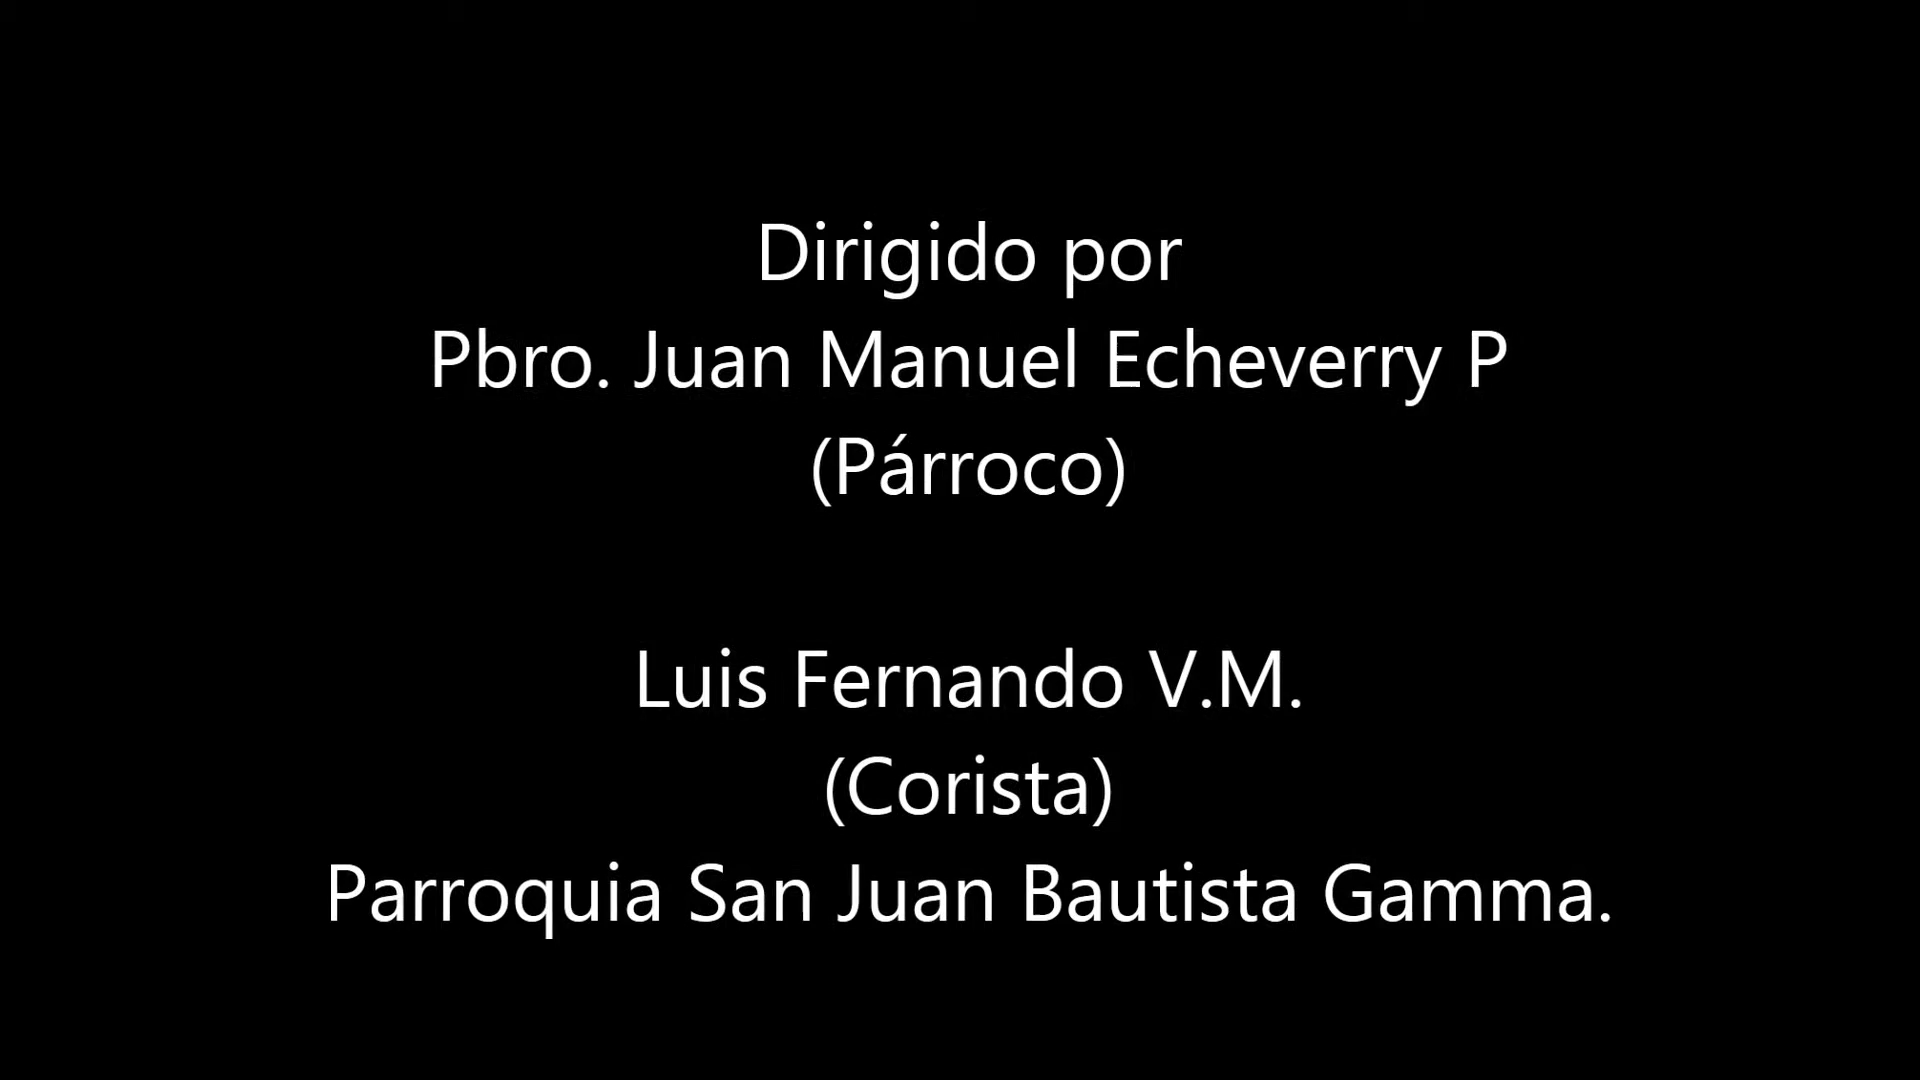 Dirigido por
Pbro. Juan Manuel Echeverry P
(Párroco)
Luis Fernando V.M.
(Corista)
Parroquia San Juan Bautista Gamma.